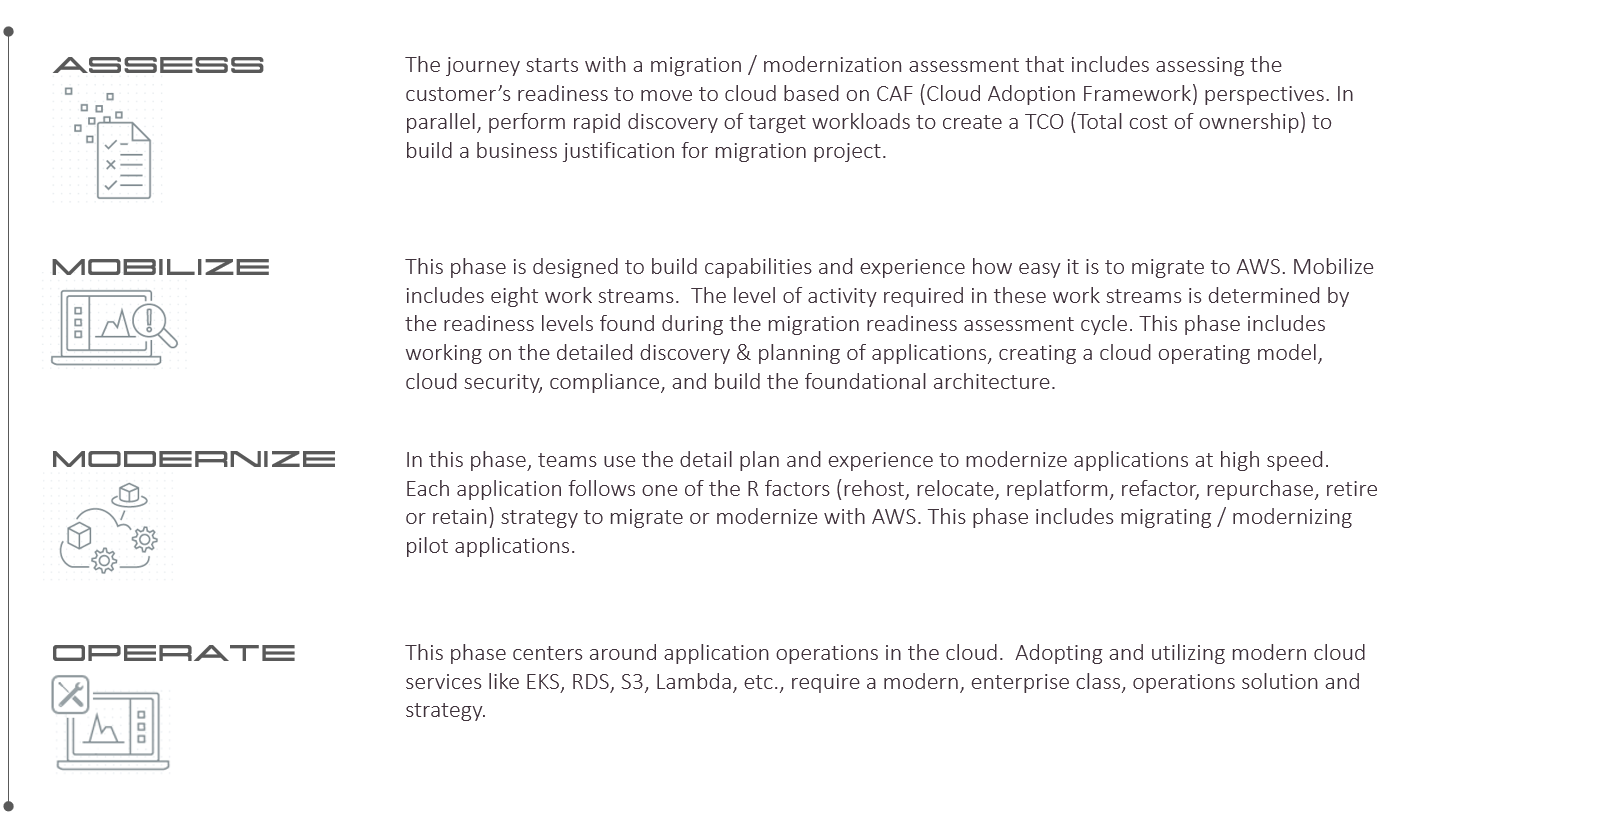 ASSESS
The journey starts with a migration / modernization assessment that includes assessing the
customer’s readiness to move to cloud based on CAF (Cloud Adoption Framework) perspectives. In
parallel, perform rapid discovery of target workloads to create a TCO (Total cost of ownership) to
build a business justification for migration project.
MOBILIZE
This phase is designed to build capabilities and experience how easy it is to migrate to AWS. Mobilize
includes eight work streams.  The level of activity required in these work streams is determined by
the readiness levels found during the migration readiness assessment cycle. This phase includes
working on the detailed discovery & planning of applications, creating a cloud operating model,
cloud security, compliance, and build the foundational architecture.
MODERNIZE
In this phase, teams use the detail plan and experience to modernize applications at high speed.
Each application follows one of the R factors (rehost, relocate, replatform, refactor, repurchase, retire
or retain) strategy to migrate or modernize with AWS. This phase includes migrating / modernizing
pilot applications.
OPERATE
This phase centers around application operations in the cloud.  Adopting and utilizing modern cloud
services like EKS, RDS, S3, Lambda, etc., require a modern, enterprise class, operations solution and
strategy.